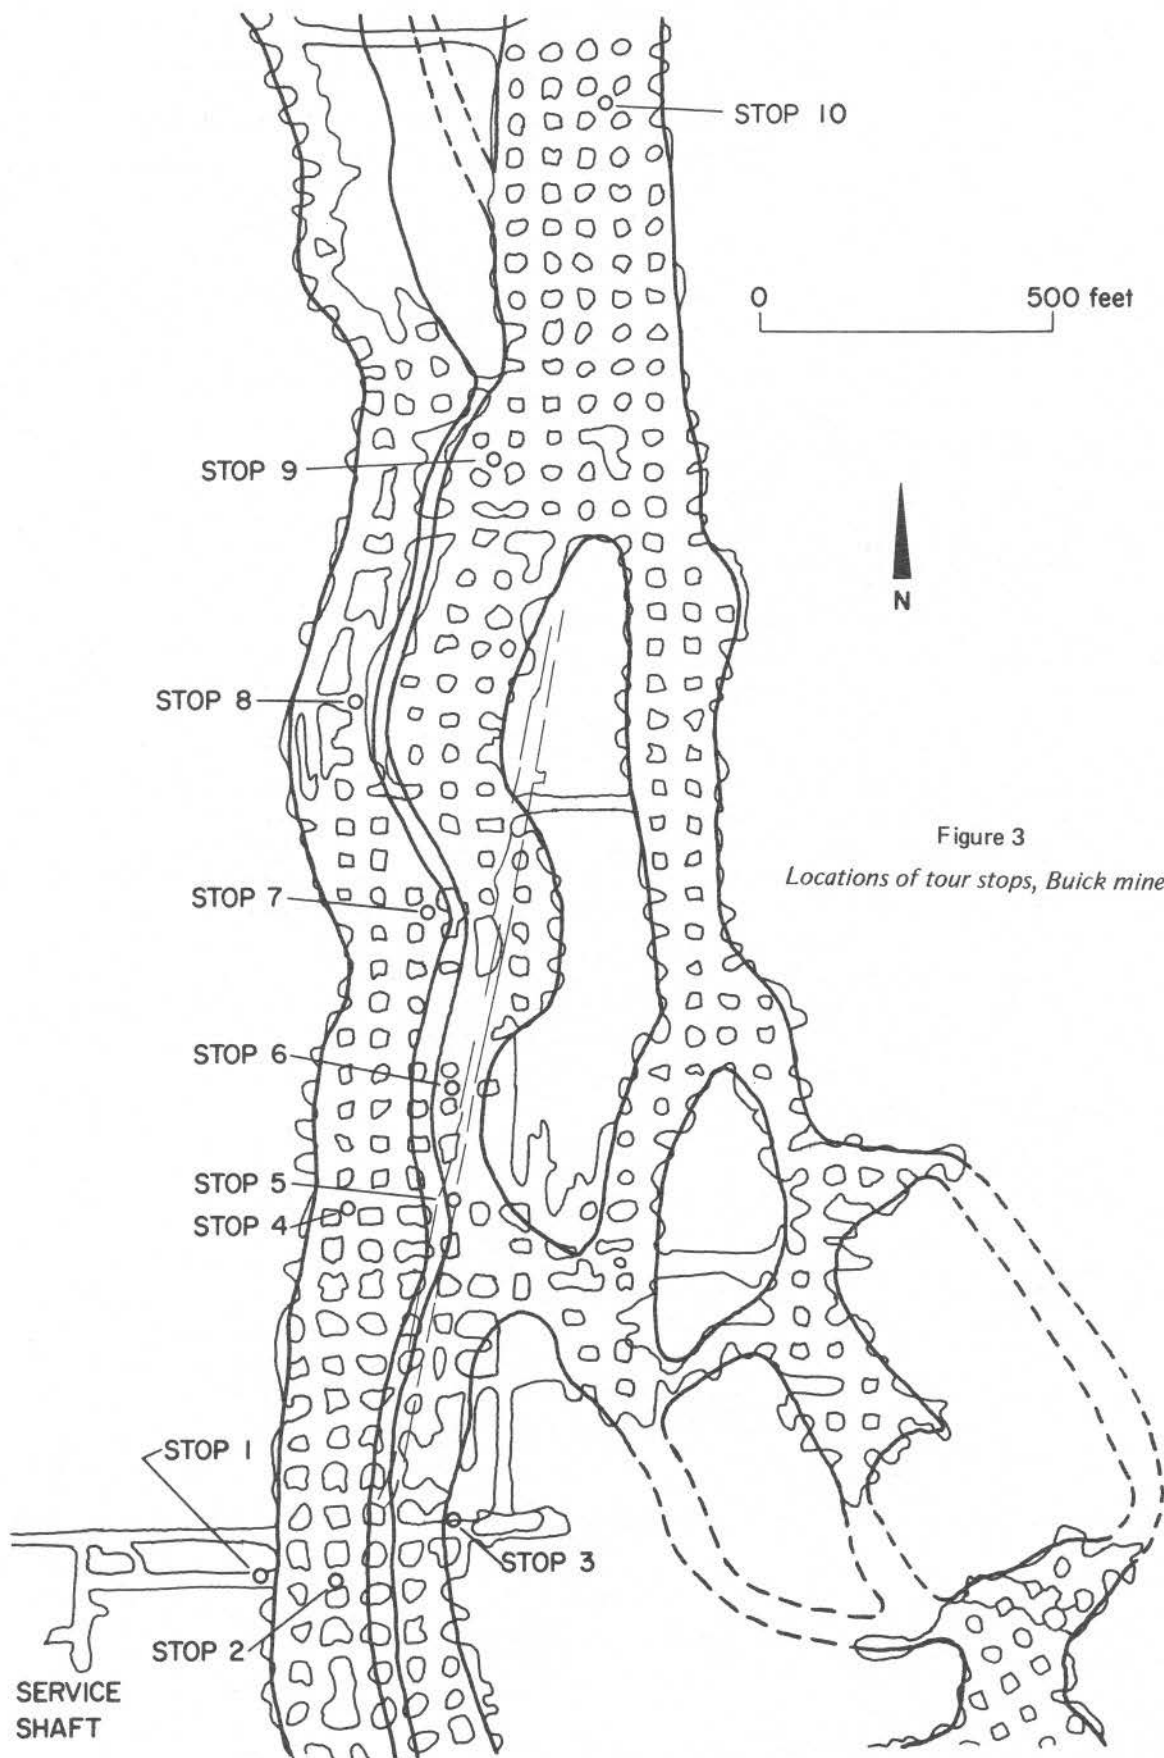 STOP 10
0 500 feet
STOP 9
N
STOP 8
Figure 3
Locations of tour stops, Buick mine
STOP 7
STOP 6
STOP 5
STOP 4
STOP 1
STOP 3
STOP 2
SERVICE
SHAFT